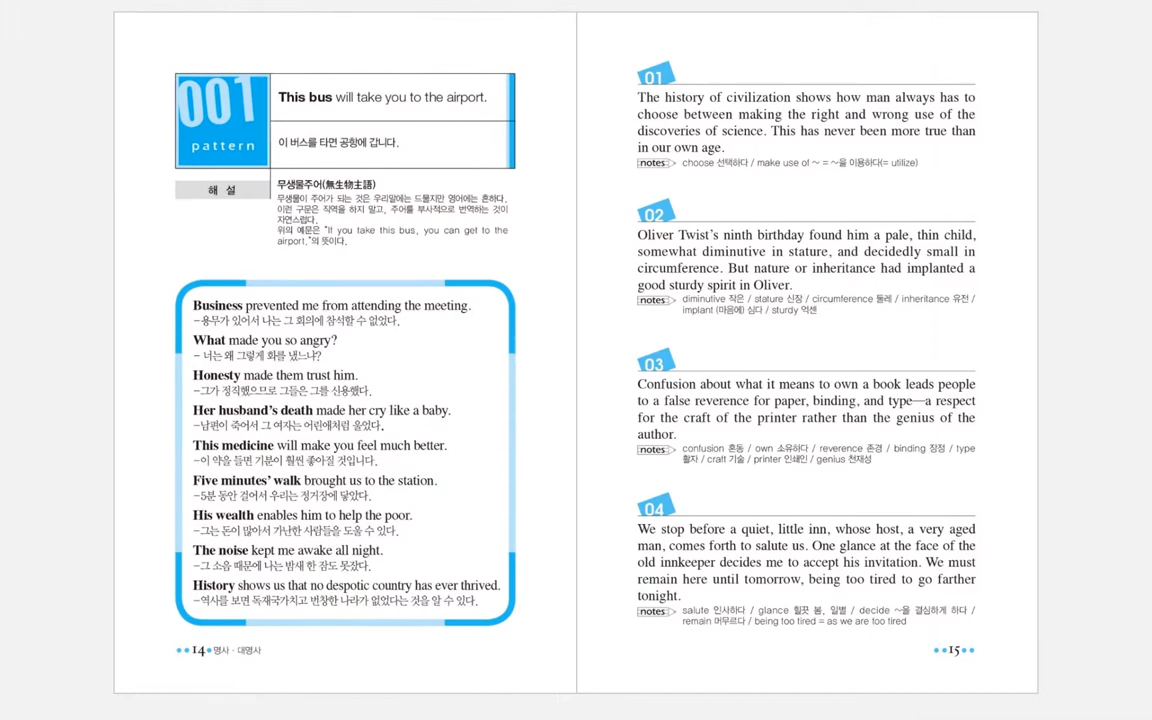 001
pattern
This bus will take you to the airport.
이 버스를 타면 공항에 갑니다.
해 설
무생물주어(無生物主語)
무생물이 주어가 되는 것은 우리말에는 드물지만 영어에는 흔하다.
이런 구문은 직역을 하지 말고, 주어를 부사적으로 번역하는 것이
자연스럽다.
위의 예문은 "If you take this bus, you can get to the
airport."의 뜻이다.
Business prevented me from attending the meeting.
-용무가 있어서 나는 그 회의에 참석할 수 없었다.
What made you so angry?
- 너는 왜 그렇게 화를 냈느냐?
Honesty made them trust him.
-그가 정직했으므로 그들은 그를 신용했다.
Her husband's death made her cry like a baby.
-남편이 죽어서 그 여자는 어린애처럼 울었다.
This medicine will make you feel much better.
-이 약을 들면 기분이 훨씬 좋아질 것입니다.
Five minutes' walk brought us to the station.
-5분 동안 걸어서 우리는 정거장에 닿았다.
His wealth enables him to help the poor.
-그는 돈이 많아서 가난한 사람들을 도울 수 있다.
The noise kept me awake all night.
-그 소음 때문에 나는 밤새 한 잠도 못잤다.
History shows us that no despotic country has ever thrived.
-역사를 보면 독재국가치고 번창한 나라가 없었다는 것을 알 수 있다.
14 명사 · 대명사
01
The history of civilization shows how man always has to
choose between making the right and wrong use of the
discoveries of science. This has never been more true than
in our own age.
notes choose 선택하다 / make use of ~ = ~을 이용하다(= utilize)
02
Oliver Twist's ninth birthday found him a pale, thin child,
somewhat diminutive in stature, and decidedly small in
circumference. But nature or inheritance had implanted a
good sturdy spirit in Oliver.
notes diminutive 작은 / stature 신장 / circumference 둘레 / inheritance 유전 /
implant (마음에) 심다 / sturdy 억센
03
Confusion about what it means to own a book leads people
to a false reverence for paper, binding, and type—a respect
for the craft of the printer rather than the genius of the
author.
notes confusion 혼동 / own 소유하다 / reverence 존경 / binding 장정 / type
활자 / craft 기술 / printer 인쇄인 / genius 천재성
04
We stop before a quiet, little inn, whose host, a very aged
man, comes forth to salute us. One glance at the face of the
old innkeeper decides me to accept his invitation. We must
remain here until tomorrow, being too tired to go farther
tonight.
notes salute 인사하다 / glance 힐끗 봄, 일별 / decide ~을 결심하게 하다 /
remain 머무르다 / being too tired = as we are too tired
15